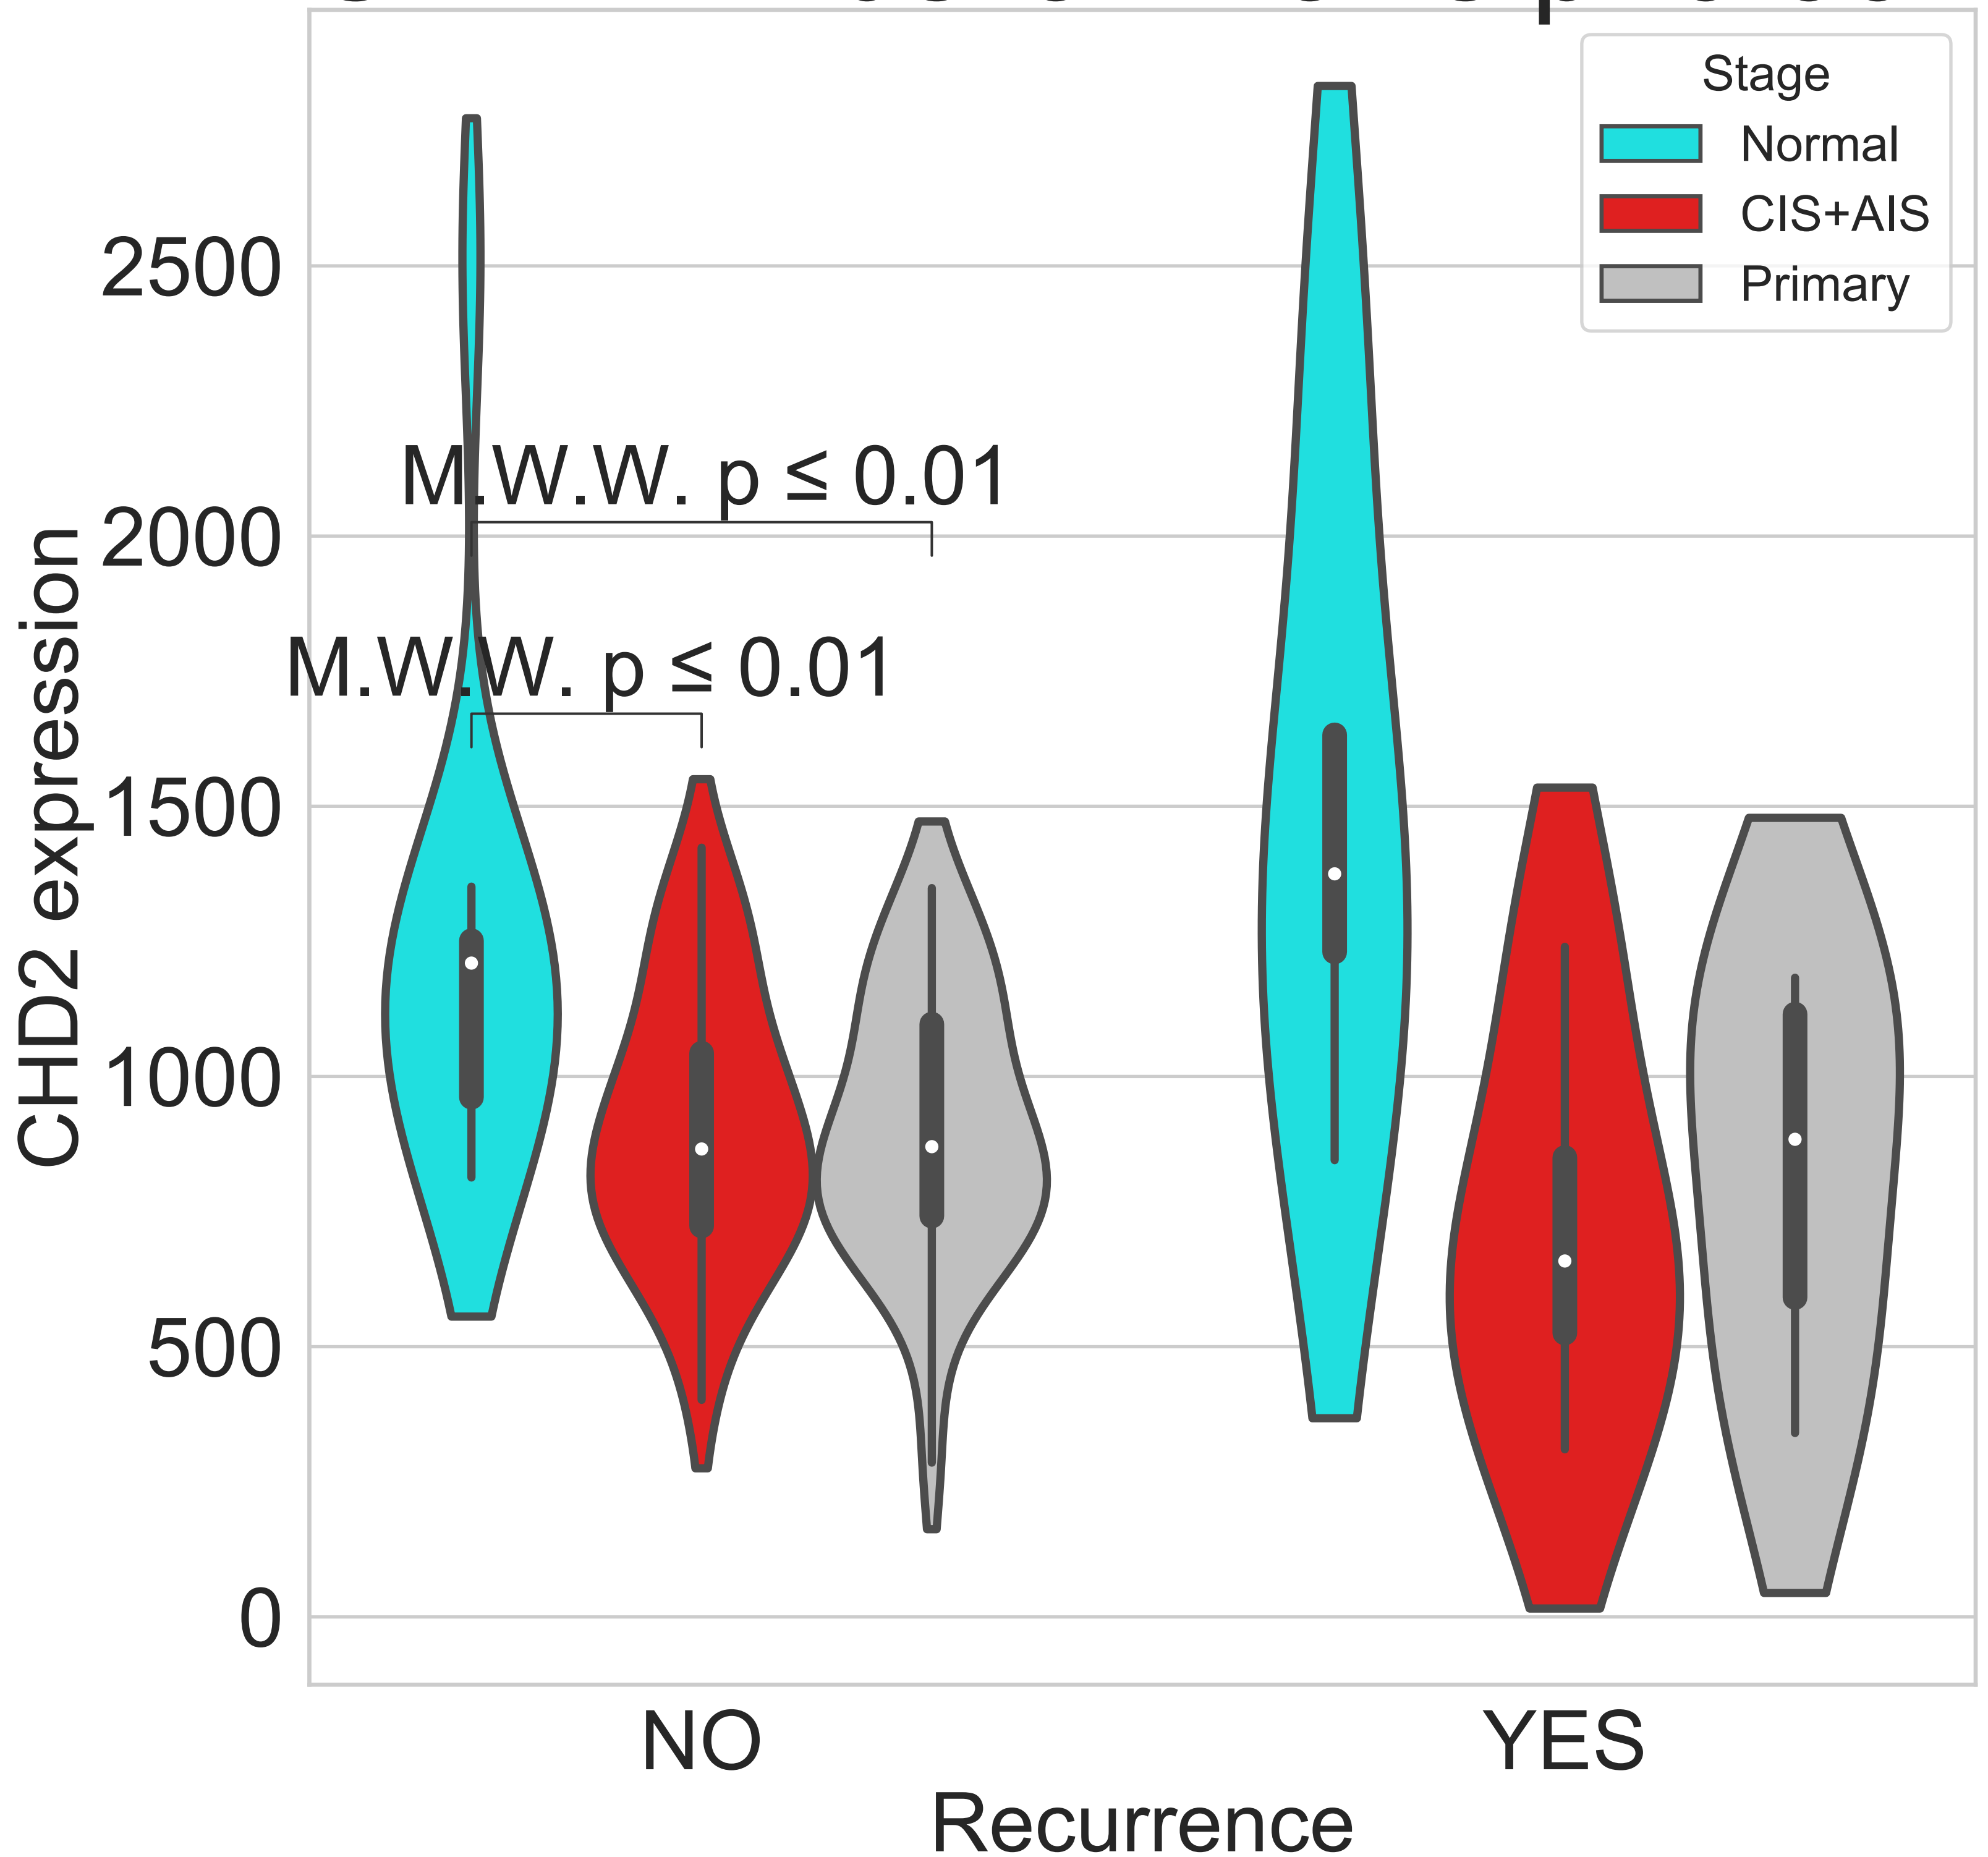 Stage
Normal
CIS+AIS
Primary
2500
2000
1500
1000
500
0
CHD2 expression
M.W.W. p ≤ 0.01
M.W.W. p ≤ 0.01
NO
YES
Recurrence